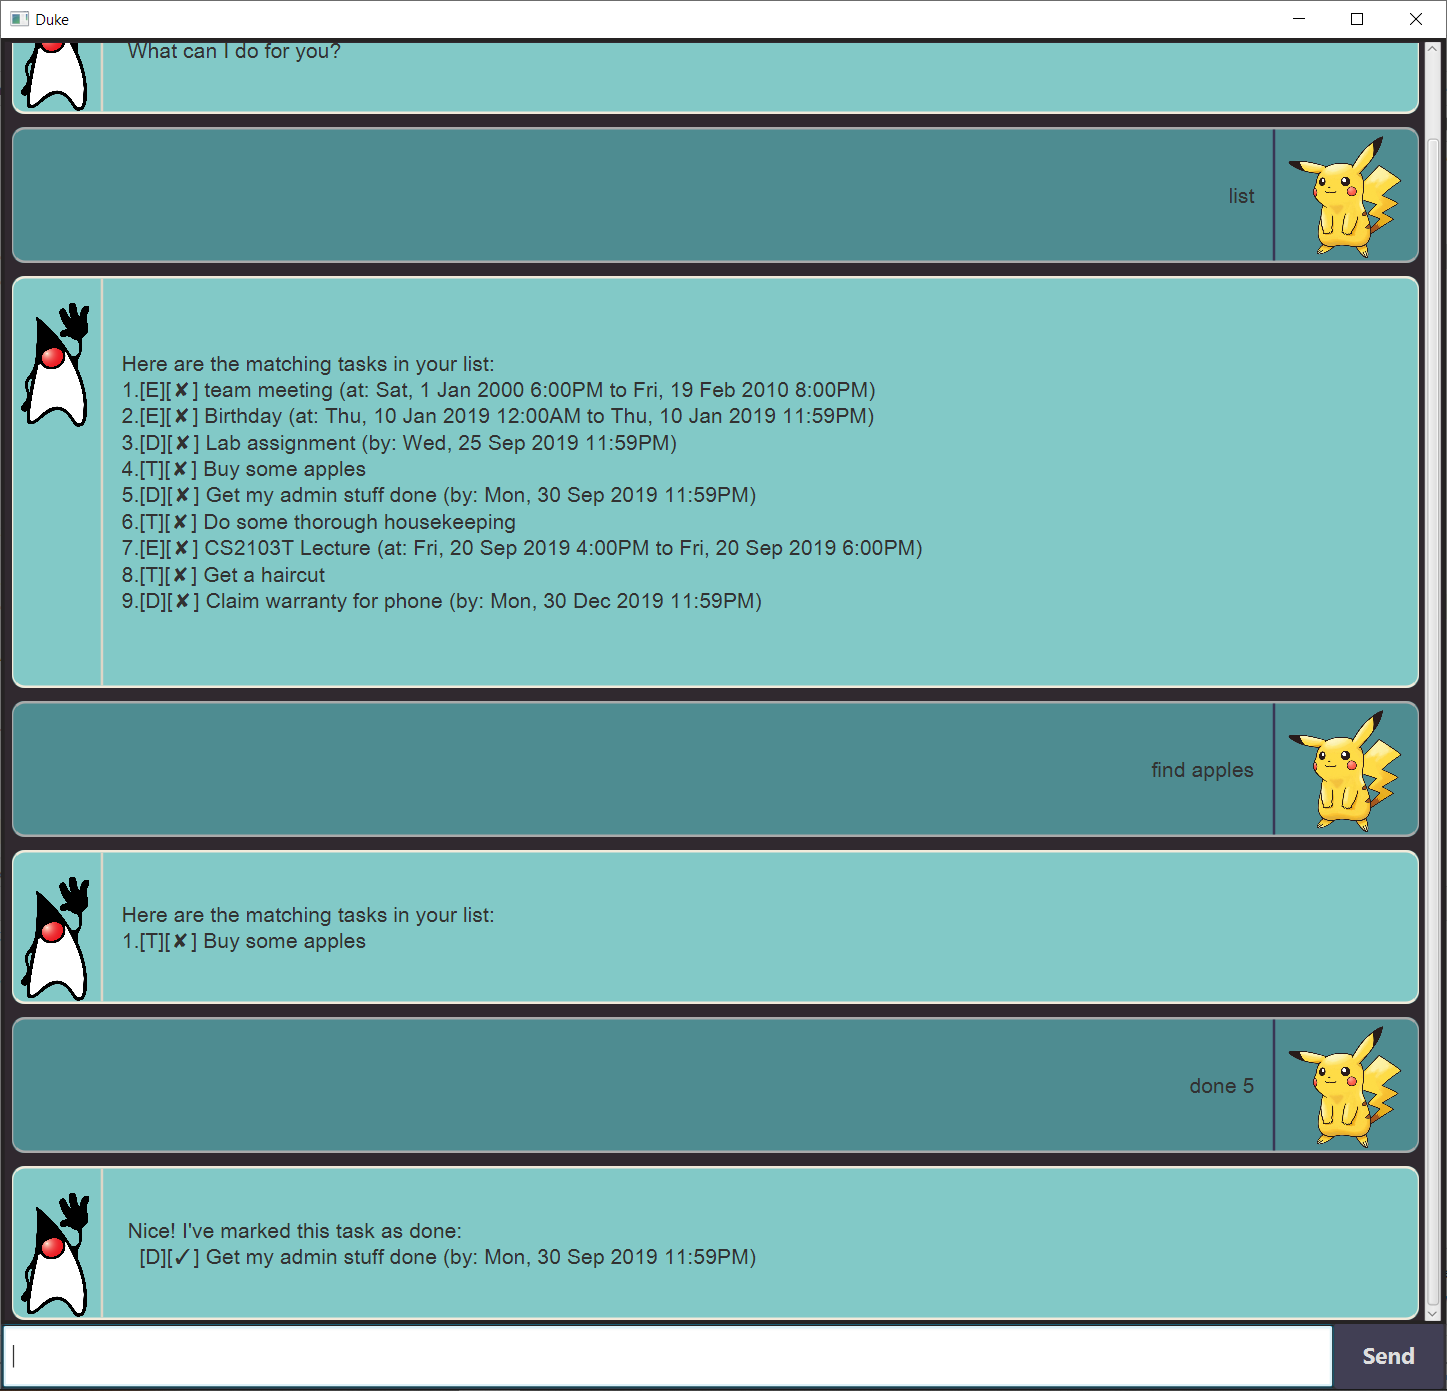 Duke
What can I do for you?
list
Here are the matching tasks in your list:
1.[E][✘] team meeting (at: Sat, 1 Jan 2000 6:00PM to Fri, 19 Feb 2010 8:00PM)
2.[E][✘] Birthday (at: Thu, 10 Jan 2019 12:00AM to Thu, 10 Jan 2019 11:59PM)
3.[D][✘] Lab assignment (by: Wed, 25 Sep 2019 11:59PM)
4.[T][✘] Buy some apples
5.[D][✘] Get my admin stuff done (by: Mon, 30 Sep 2019 11:59PM)
6.[T][✘] Do some thorough housekeeping
7.[E][✘] CS2103T Lecture (at: Fri, 20 Sep 2019 4:00PM to Fri, 20 Sep 2019 6:00PM)
8.[T][✘] Get a haircut
9.[D][✘] Claim warranty for phone (by: Mon, 30 Dec 2019 11:59PM)
find apples
Here are the matching tasks in your list:
1.[T][✘] Buy some apples
done 5
Nice! I've marked this task as done:
[D][✓] Get my admin stuff done (by: Mon, 30 Sep 2019 11:59PM)
Send